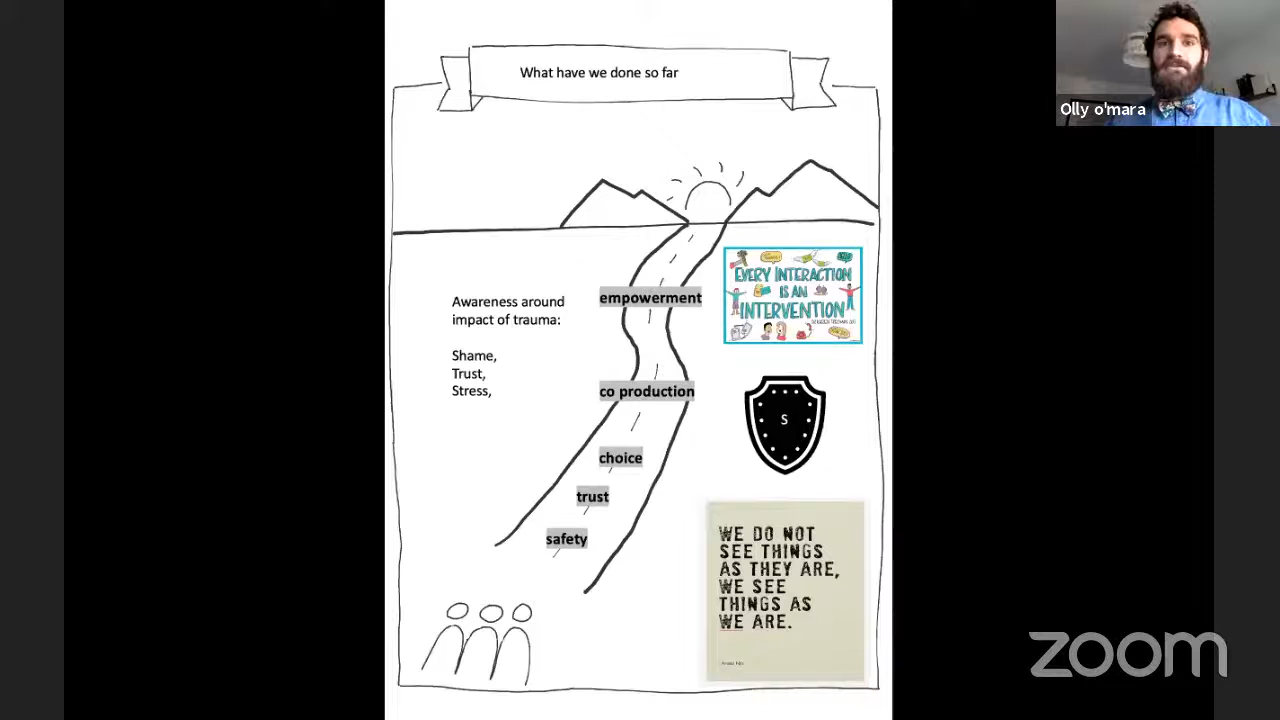 What have we done so far
Olly o'mara
Awareness around
impact of trauma:
Shame,
Trust,
Stress,
empowerment
co production
choice
trust
safety
EVERY INTERACTION
IS AN
INTERVENTION
S
WE DO NOT
SEE THINGS
AS THEY ARE,
WE SEE
THINGS AS
WE ARE.
zoom